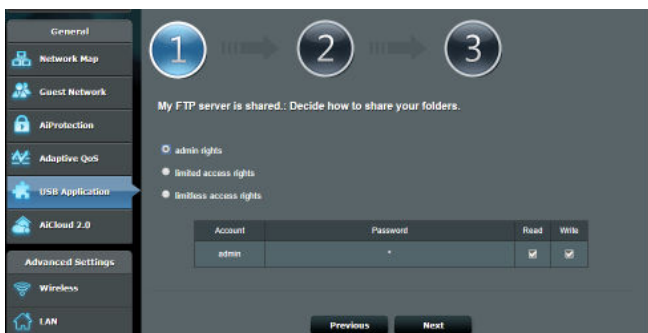 General
Network Map
Guest Network
AiProtection
Adaptive QoS
USB Application
AiCloud 2.0
Advanced Settings
Wireless
LAN
1 2 3
My FTP server is shared.: Decide how to share your folders.
admin rights
limited access rights
limitless access rights
Account Password Read Write
admin *
Previous Next